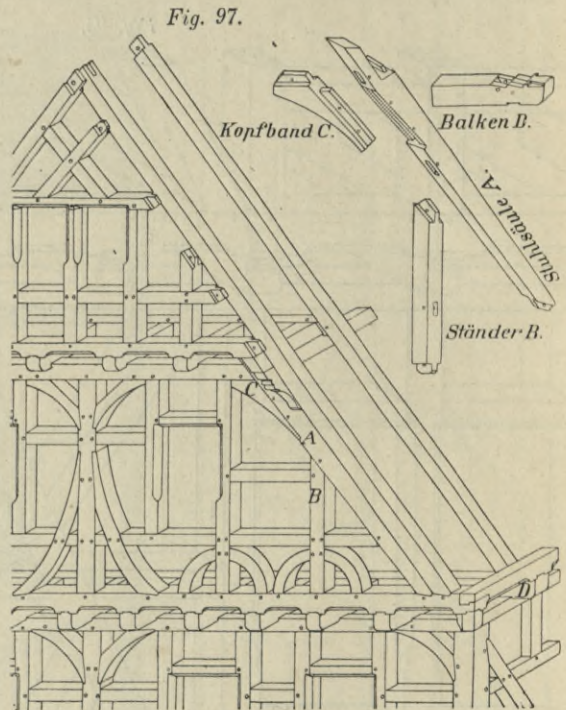 Fig. 97.
Kopfband C.
Balken D.
Stuhlsäule A.
Ständer B.
C
A
B
D